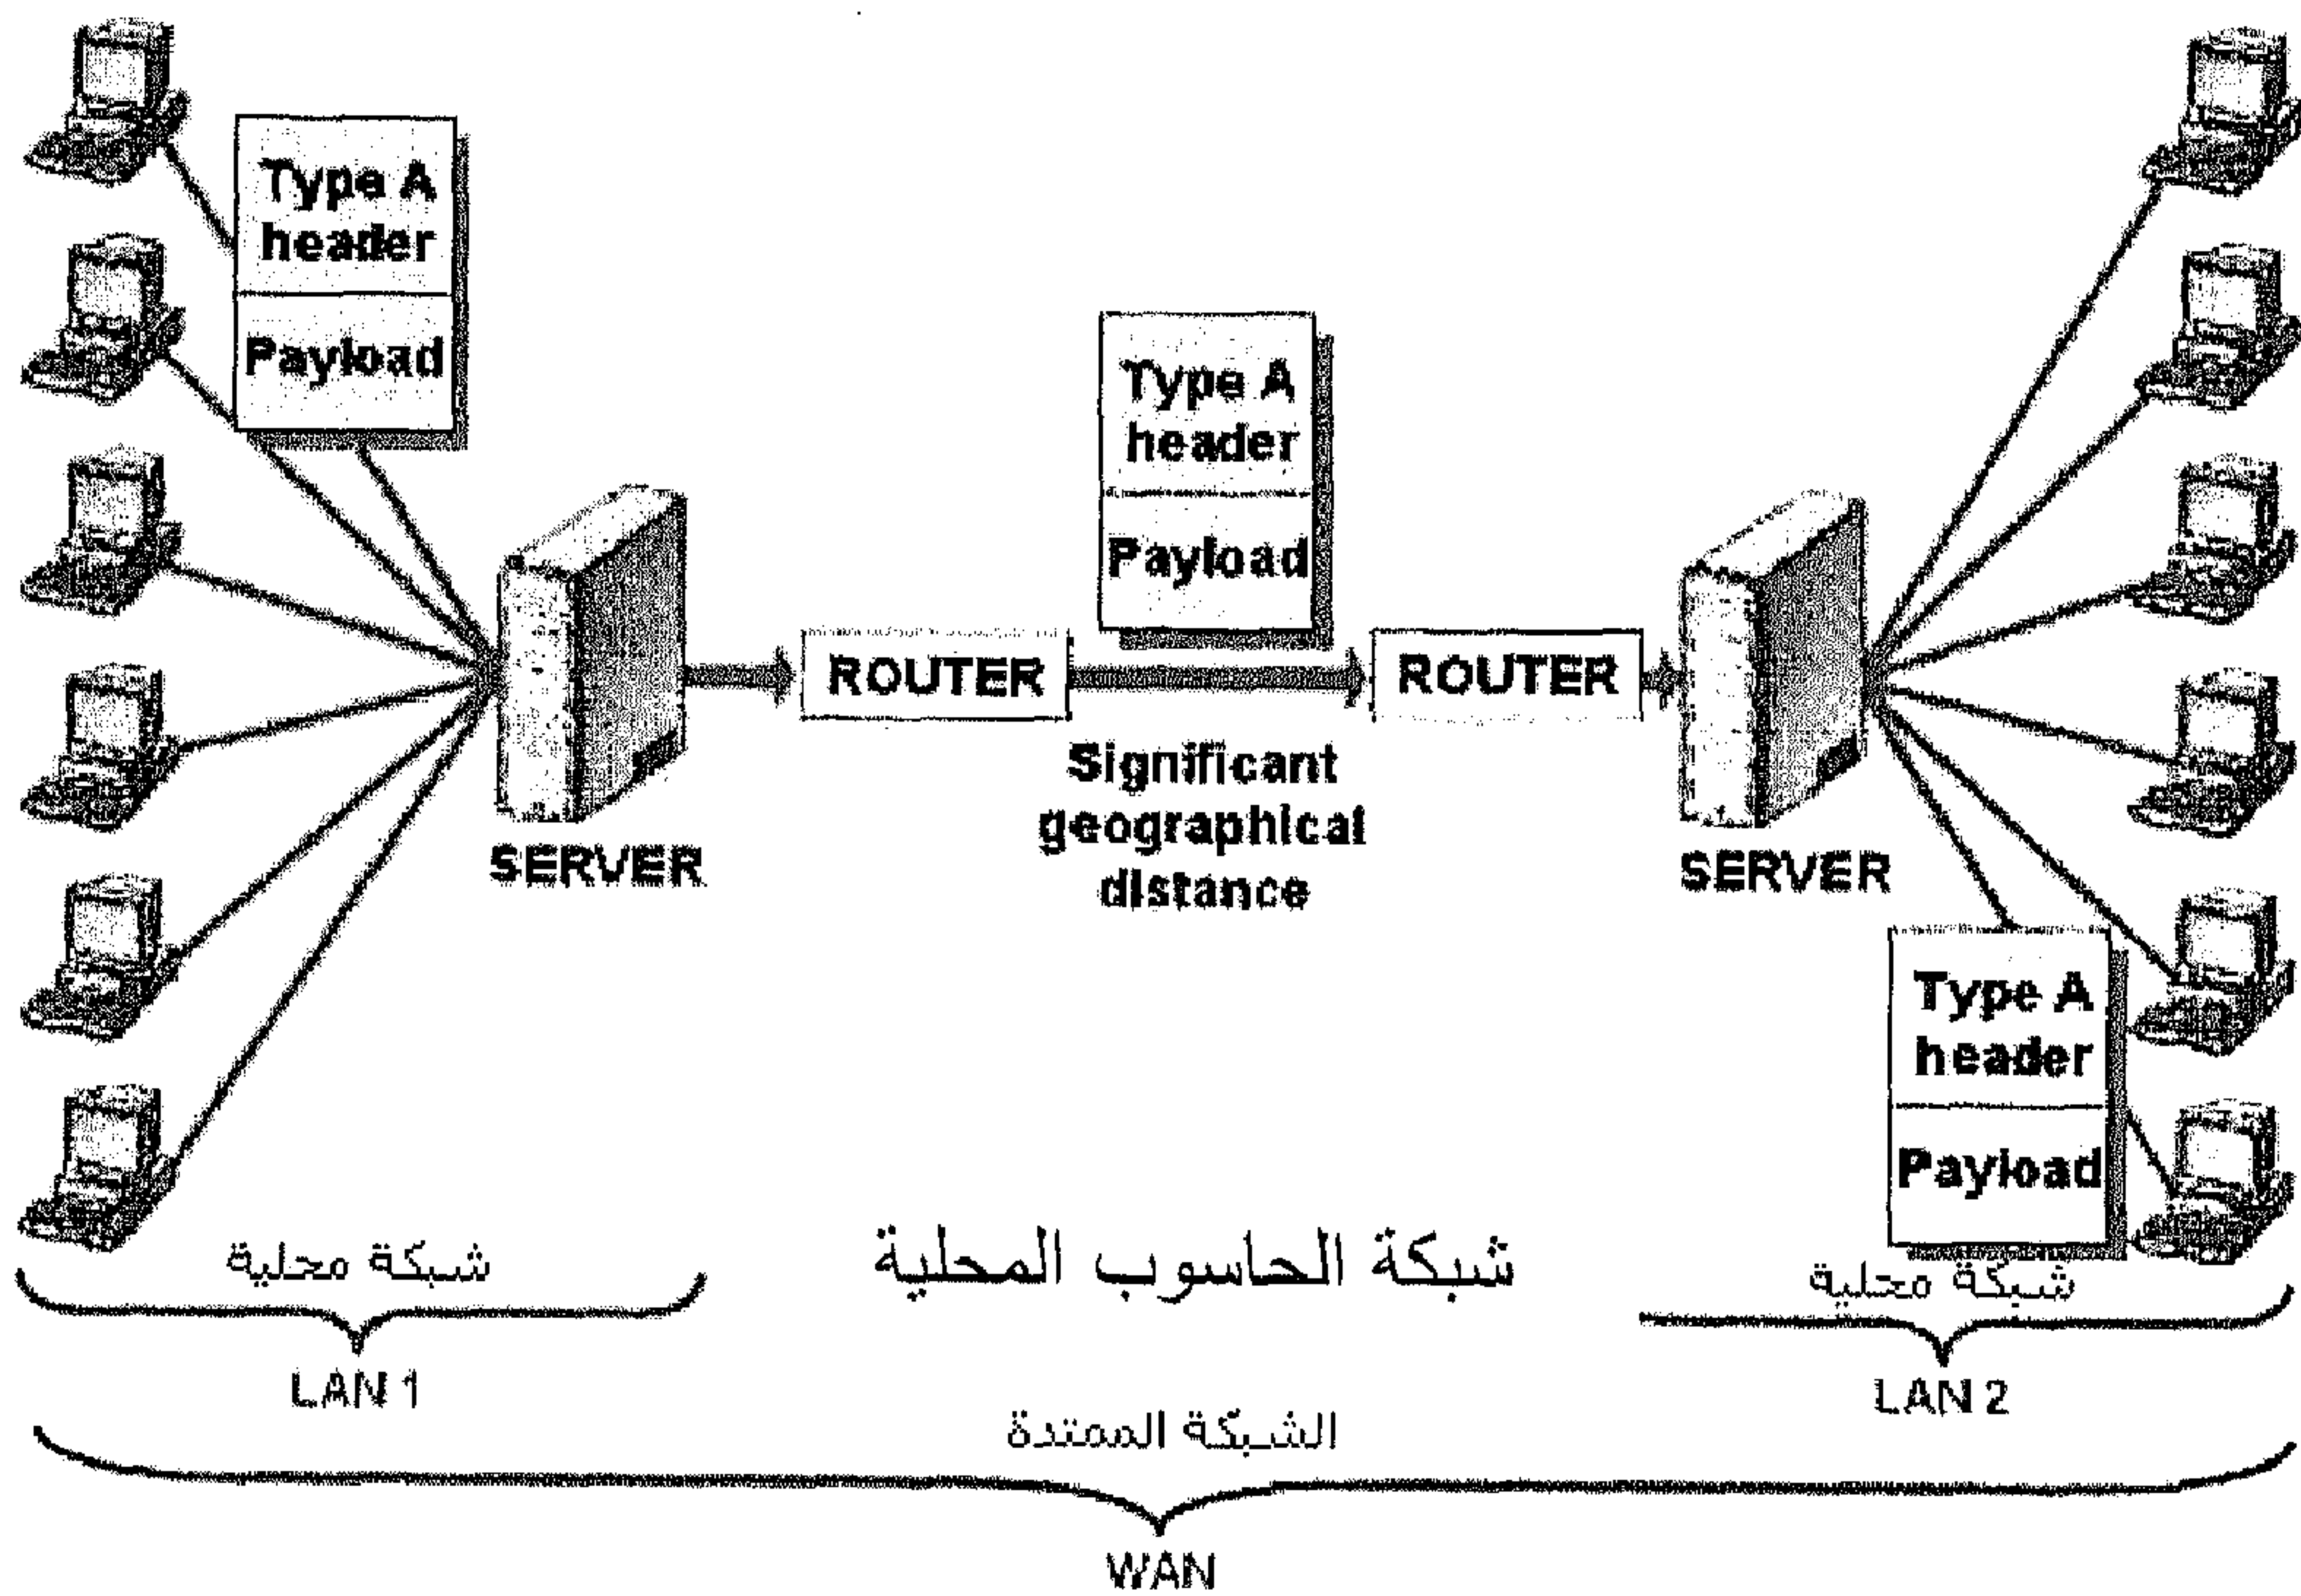 Type A
header
Payload
Type A
header
Payload
ROUTER
ROUTER
Significant
geographical
distance
SERVER
SERVER
Type A
header
Payload
شبكة محلية
شبكة الحاسوب المحلية
شبكة محلية
LAN 1
LAN 2
الشبكة الممتدة
WAN